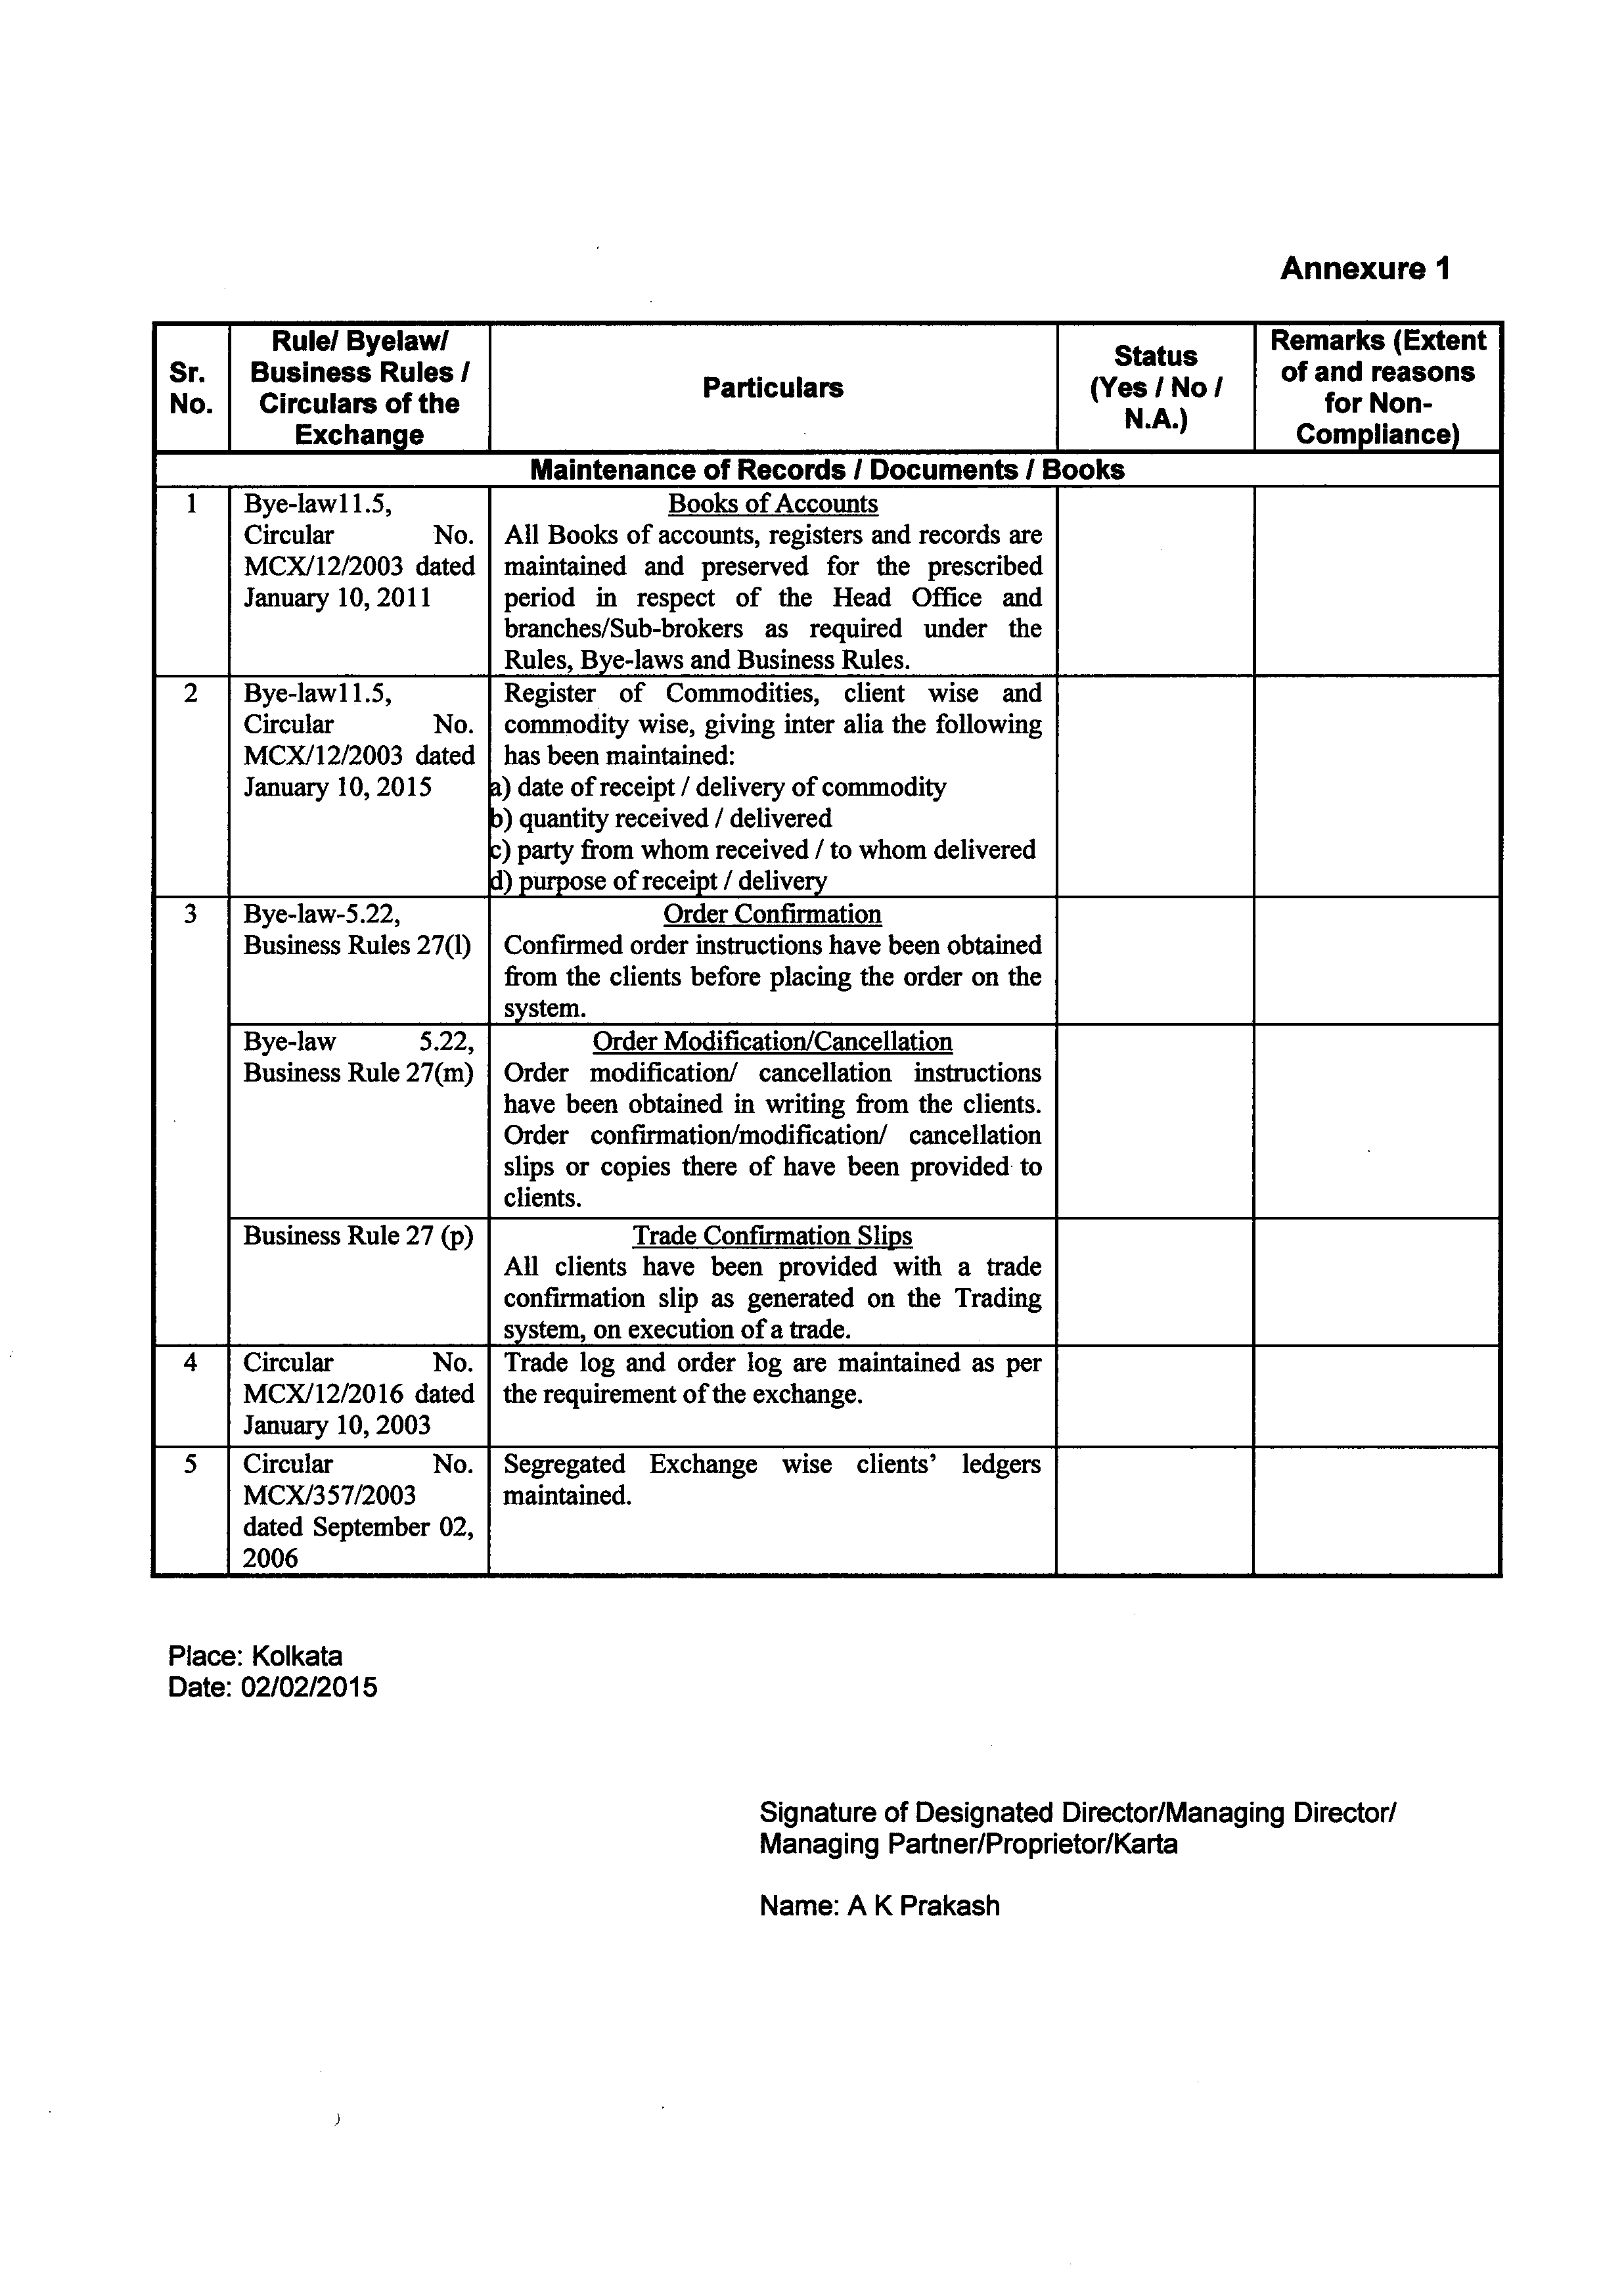 Annexure 1
Sr.
No.
Rule/ Byelaw/
Business Rules /
Circulars of the
Exchange
Particulars
Status
(Yes / No /
N.A.)
Remarks (Extent
of and reasons
for Non-
Compliance)
Maintenance of Records / Documents / Books
1
Bye-law11.5,
Circular No.
MCX/12/2003 dated
January 10, 2011
Books of Accounts
All Books of accounts, registers and records are
maintained and preserved for the prescribed
period in respect of the Head Office and
branches/Sub-brokers as required under the
Rules, Bye-laws and Business Rules.
2
Bye-law11.5,
Circular No.
MCX/12/2003 dated
January 10, 2015
Register of Commodities, client wise and
commodity wise, giving inter alia the following
has been maintained:
a) date of receipt / delivery of commodity
b) quantity received / delivered
c) party from whom received / to whom delivered
d) purpose of receipt / delivery
3
Bye-law-5.22,
Business Rules 27(l)
Order Confirmation
Confirmed order instructions have been obtained
from the clients before placing the order on the
system.
Bye-law 5.22,
Business Rule 27(m)
Order Modification/Cancellation
Order modification/ cancellation instructions
have been obtained in writing from the clients.
Order confirmation/modification/ cancellation
slips or copies there of have been provided to
clients.
Business Rule 27 (p)
Trade Confirmation Slips
All clients have been provided with a trade
confirmation slip as generated on the Trading
system, on execution of a trade.
4
Circular No.
MCX/12/2016 dated
January 10, 2003
Trade log and order log are maintained as per
the requirement of the exchange.
5
Circular No.
MCX/357/2003
dated September 02,
2006
Segregated Exchange wise clients' ledgers
maintained.
Place: Kolkata
Date: 02/02/2015
Signature of Designated Director/Managing Director/
Managing Partner/Proprietor/Karta
Name: A K Prakash